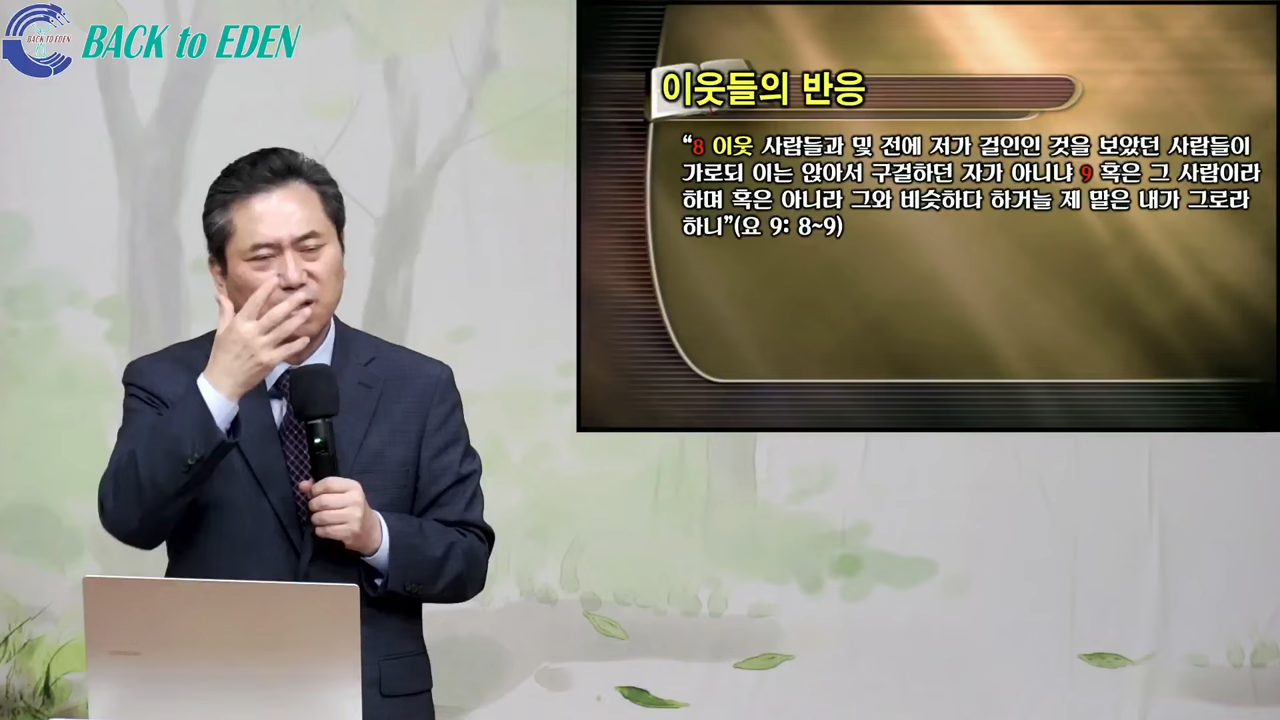 BACK TO EDEN
BACK to EDEN
이웃들의 반응
“8 이웃 사람들과 및 전에 저가 걸인인 것을 보았던 사람들이
가로되 이는 앉아서 구걸하던 자가 아니냐 9 혹은 그 사람이라
하며 혹은 아니라 그와 비슷하다 하거늘 제 말은 내가 그로라
하니”(요 9: 8~9)